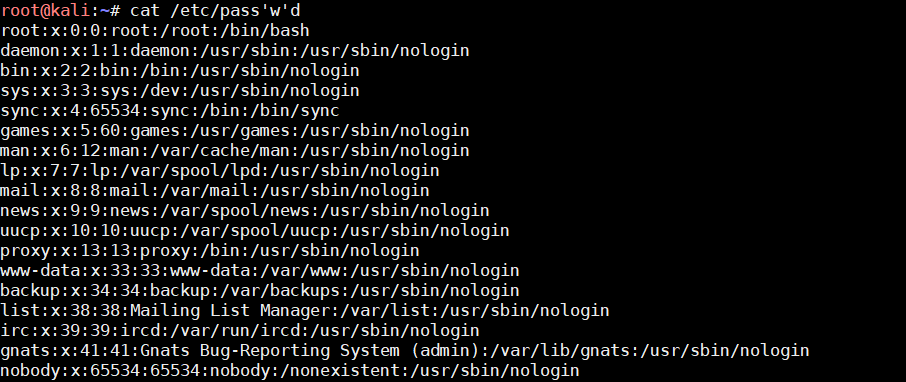 root@kali:~# cat /etc/pass'w'd
root:x:0:0:root:/root:/bin/bash
daemon:x:1:1:daemon:/usr/sbin:/usr/sbin/nologin
bin:x:2:2:bin:/bin:/usr/sbin/nologin
sys:x:3:3:sys:/dev:/usr/sbin/nologin
sync:x:4:65534:sync:/bin:/bin/sync
games:x:5:60:games:/usr/games:/usr/sbin/nologin
man:x:6:12:man:/var/cache/man:/usr/sbin/nologin
lp:x:7:7:lp:/var/spool/lpd:/usr/sbin/nologin
mail:x:8:8:mail:/var/mail:/usr/sbin/nologin
news:x:9:9:news:/var/spool/news:/usr/sbin/nologin
uucp:x:10:10:uucp:/var/spool/uucp:/usr/sbin/nologin
proxy:x:13:13:proxy:/bin:/usr/sbin/nologin
www-data:x:33:33:www-data:/var/www:/usr/sbin/nologin
backup:x:34:34:backup:/var/backups:/usr/sbin/nologin
list:x:38:38:Mailing List Manager:/var/list:/usr/sbin/nologin
irc:x:39:39:ircd:/var/run/ircd:/usr/sbin/nologin
gnats:x:41:41:Gnats Bug-Reporting System (admin):/var/lib/gnats:/usr/sbin/nologin
nobody:x:65534:65534:nobody:/nonexistent:/usr/sbin/nologin